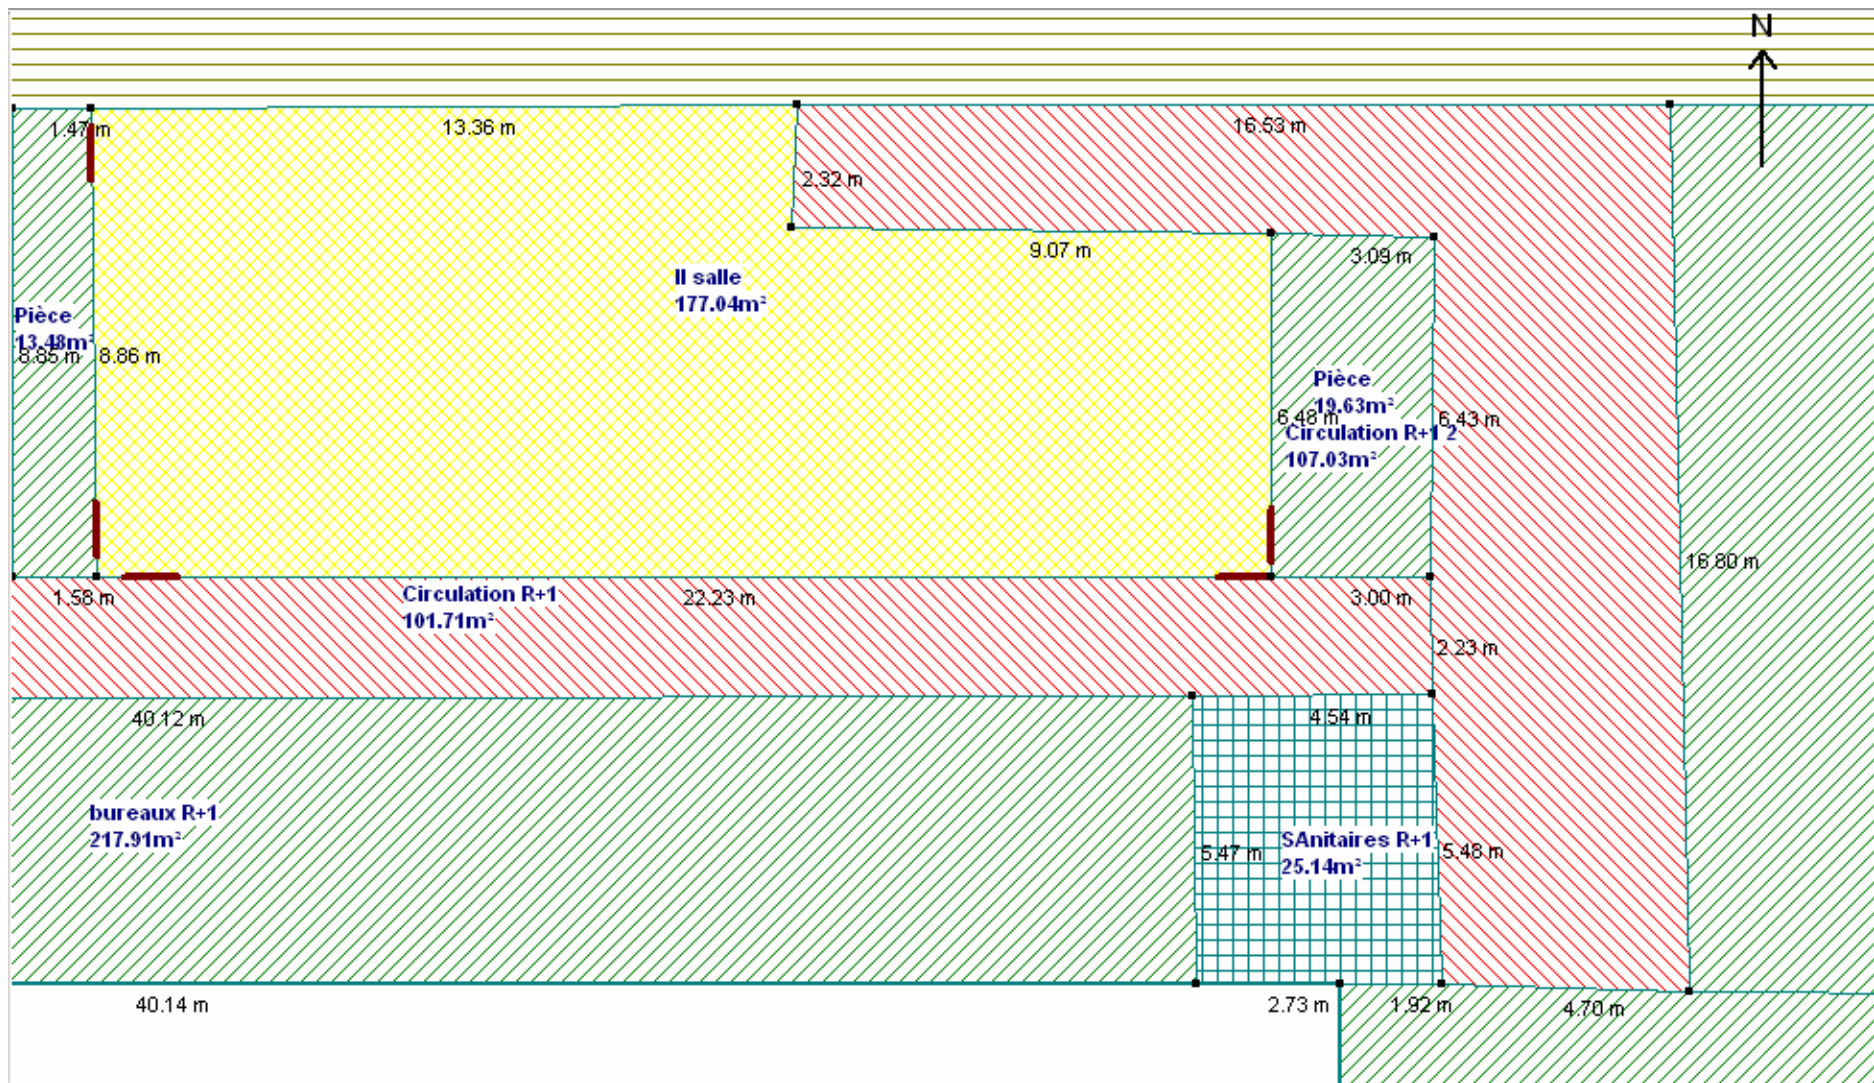 N
1.47 m
13.36 m
16.53 m
2.32 m
9.07 m
3.09 m
II salle
177.04m²
Pièce
13.48m²
8.85 m
8.86 m
Pièce
19.63m²
6.48 m
6.43 m
Circulation R+1 2
107.03m²
16.80 m
1.58 m
Circulation R+1
101.71m²
22.23 m
3.00 m
2.23 m
40.12 m
4.54 m
bureaux R+1
217.91m²
SAnitaires R+1
25.14m²
5.47 m
5.48 m
40.14 m
2.73 m
1.92 m
4.70 m